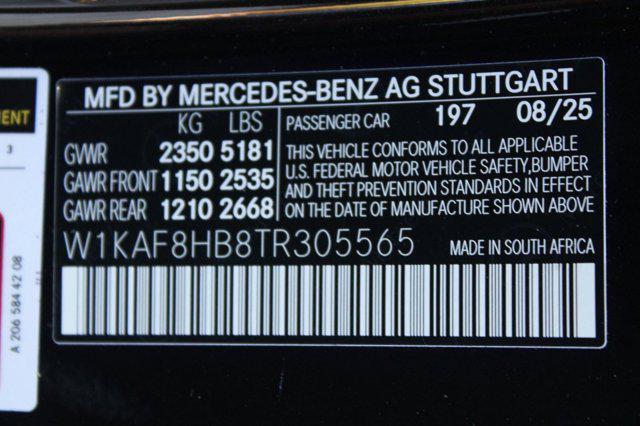 MFD BY MERCEDES-BENZ AG STUTTGART
KG LBS
GWWR 2350 5181
GAWR FRONT 1150 2535
GAWR REAR 1210 2668
PASSENGER CAR 197 08/25
THIS VEHICLE CONFORMS TO ALL APPLICABLE
U.S. FEDERAL MOTOR VEHICLE SAFETY,BUMPER
AND THEFT PREVENTION STANDARDS IN EFFECT
ON THE DATE OF MANUFACTURE SHOWN ABOVE
W1KAF8HB8TR305565 MADE IN SOUTH AFRICA
3
A 206 584 42 08